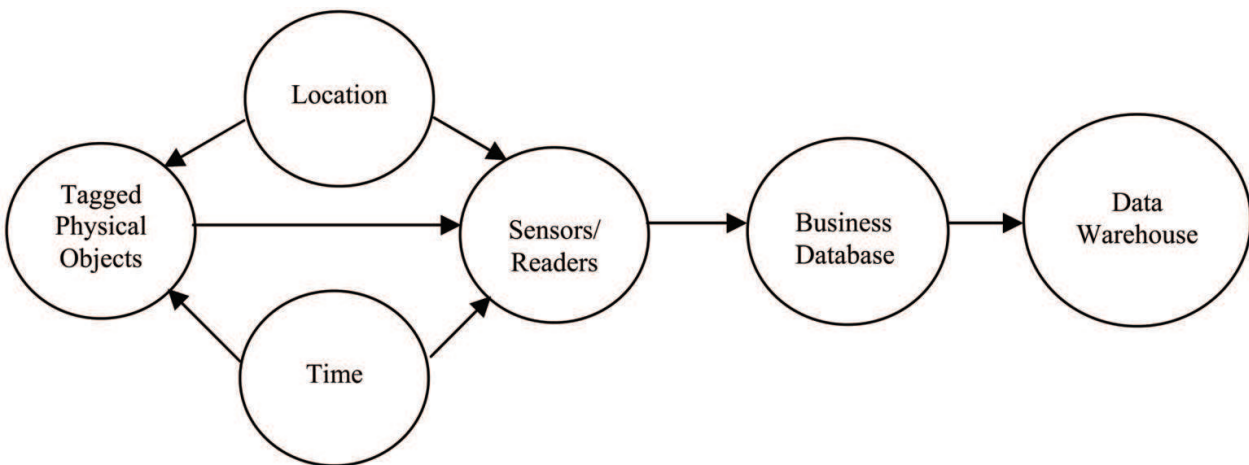 Location
Tagged
Physical
Objects
Sensors/
Readers
Time
Business
Database
Data
Warehouse